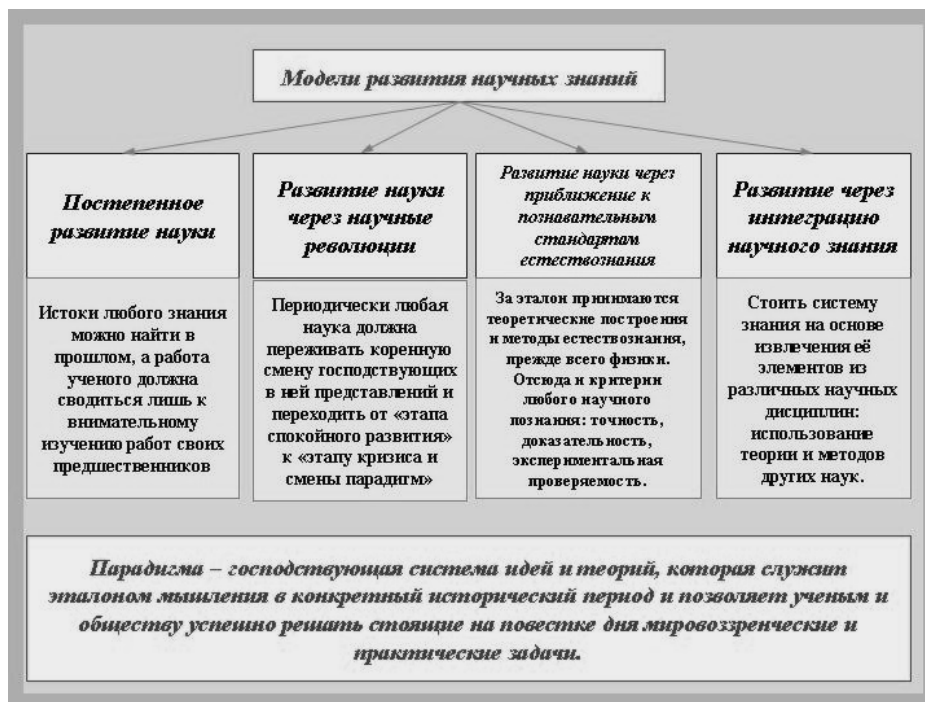 Модели развития научных знаний
Постепенное
развитие науки
Истоки любого знания
можно найти в
прошлом, а работа
ученого должна
сводиться лишь к
внимательному
изучению работ своих
предшественников
Развитие науки
через научные
революции
Периодически любая
наука должна
переживать коренную
смену господствующих
в ней представлений и
переходить от «этапа
спокойного развития»
к «этапу кризиса и
смены парадигм»
Развитие науки через
приближение к
познавательным
стандартам
естествознания
За эталон принимаются
теоретические построения
и методы естествознания,
прежде всего физики.
Отсюда и критерии
любого научного
познания: точность,
доказательность,
экспериментальная
проверяемость.
Развитие через
интеграцию
научного знания
Стоить систему
знания на основе
извлечения её
элементов из
различных научных
дисциплин:
использование
теории и методов
других наук.
Парадигма – господствующая система идей и теорий, которая служит
эталоном мышления в конкретный исторический период и позволяет ученым и
обществу успешно решать стоящие на повестке дня мировоззренческие и
практические задачи.